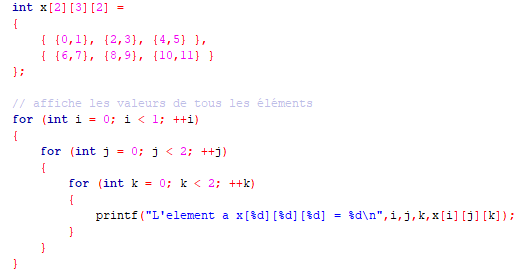 int x[2][3][2] =
{
    { {0,1}, {2,3}, {4,5} },
    { {6,7}, {8,9}, {10,11} }
};

// affiche les valeurs de tous les éléments
for (int i = 0; i < 1; ++i)
{
    for (int j = 0; j < 2; ++j)
    {
        for (int k = 0; k < 2; ++k)
        {
            printf("L'element a x[%d][%d][%d] = %d\n",i,j,k,x[i][j][k]);
        }
    }
}